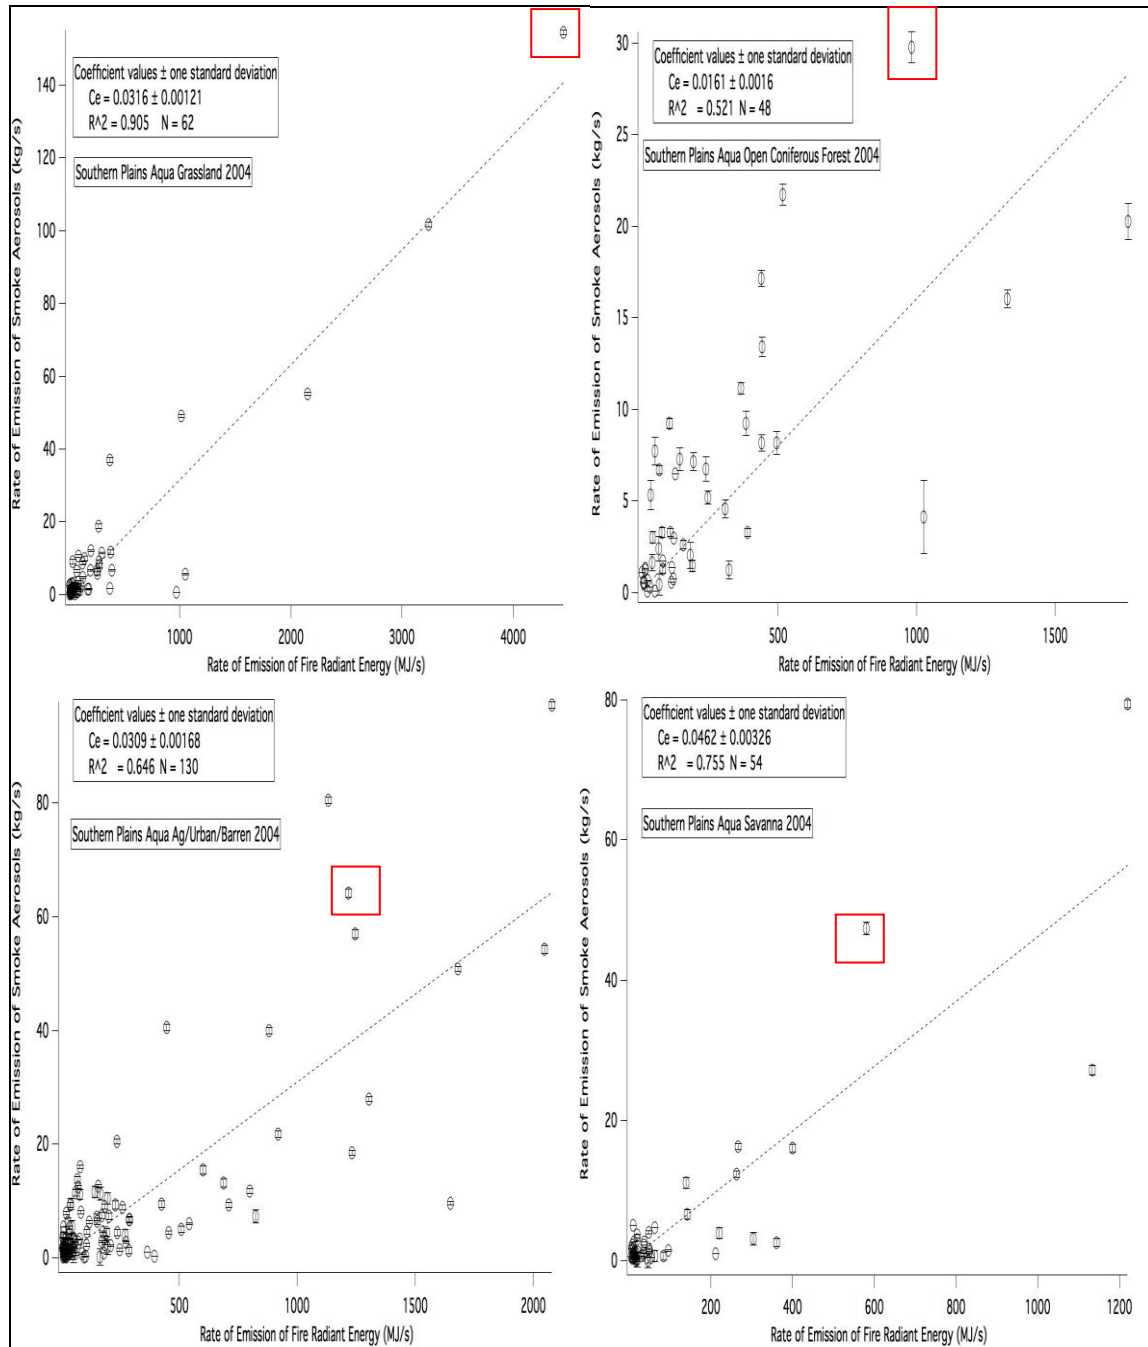 Coefficient values ± one standard deviation
Ce = 0.0316 ± 0.00121
R^2 = 0.905 N = 62
Southern Plains Aqua Grassland 2004
Rate of Emission of Smoke Aerosols (kg/s)
140
120
100
80
60
40
20
0
1000 2000 3000 4000
Rate of Emission of Fire Radiant Energy (MJ/s)
Coefficient values ± one standard deviation
Ce = 0.0161 ± 0.0016
R^2 = 0.521 N = 48
Southern Plains Aqua Open Coniferous Forest 2004
Rate of Emission of Smoke Aerosols (kg/s)
30
25
20
15
10
5
0
500 1000 1500
Rate of Emission of Fire Radiant Energy (MJ/s)
Coefficient values ± one standard deviation
Ce = 0.0309 ± 0.00168
R^2 = 0.646 N = 130
Southern Plains Aqua Ag/Urban/Barren 2004
Rate of Emission of Smoke Aerosols (kg/s)
80
60
40
20
0
500 1000 1500 2000
Rate of Emission of Fire Radiant Energy (MJ/s)
Coefficient values ± one standard deviation
Ce = 0.0462 ± 0.00326
R^2 = 0.755 N = 54
Southern Plains Aqua Savanna 2004
Rate of Emission of Smoke Aerosols (kg/s)
80
60
40
20
0
200 400 600 800 1000 1200
Rate of Emission of Fire Radiant Energy (MJ/s)